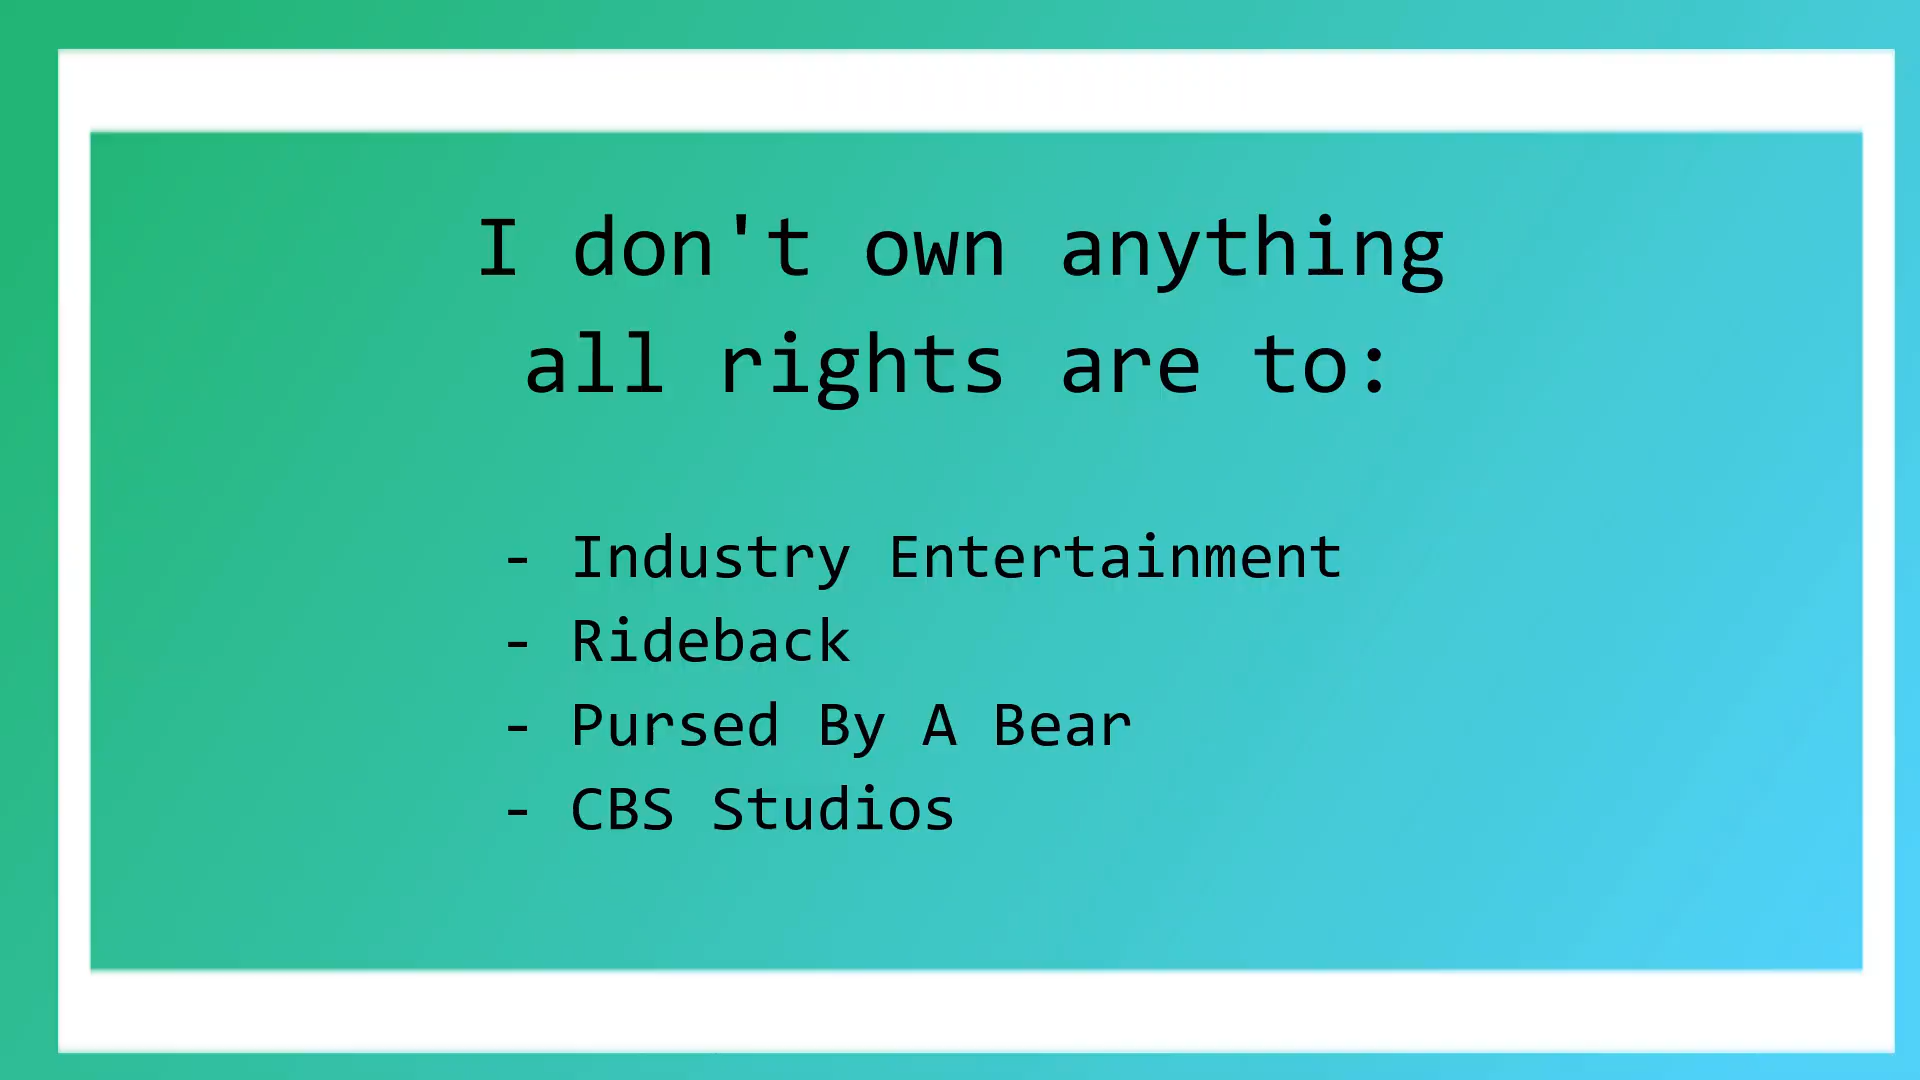 I don't own anything
all rights are to:
- Industry Entertainment
- Rideback
- Pursed By A Bear
- CBS Studios